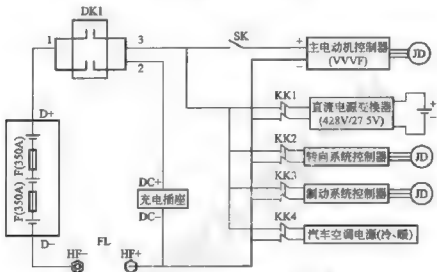 DK1
1
3
2
SK
+
−
主电动机控制器
(VVVF)
JD
KK1
直流电源变换器
(428V/27 5V)
+
−
KK2
转向系统控制器
JD
KK3
制动系统控制器
JD
KK4
汽车空调电源(冷、暖)
D+
F(350A)
F(350A)
D−
DC+
充电插座
DC−
FL
HF−
HF+